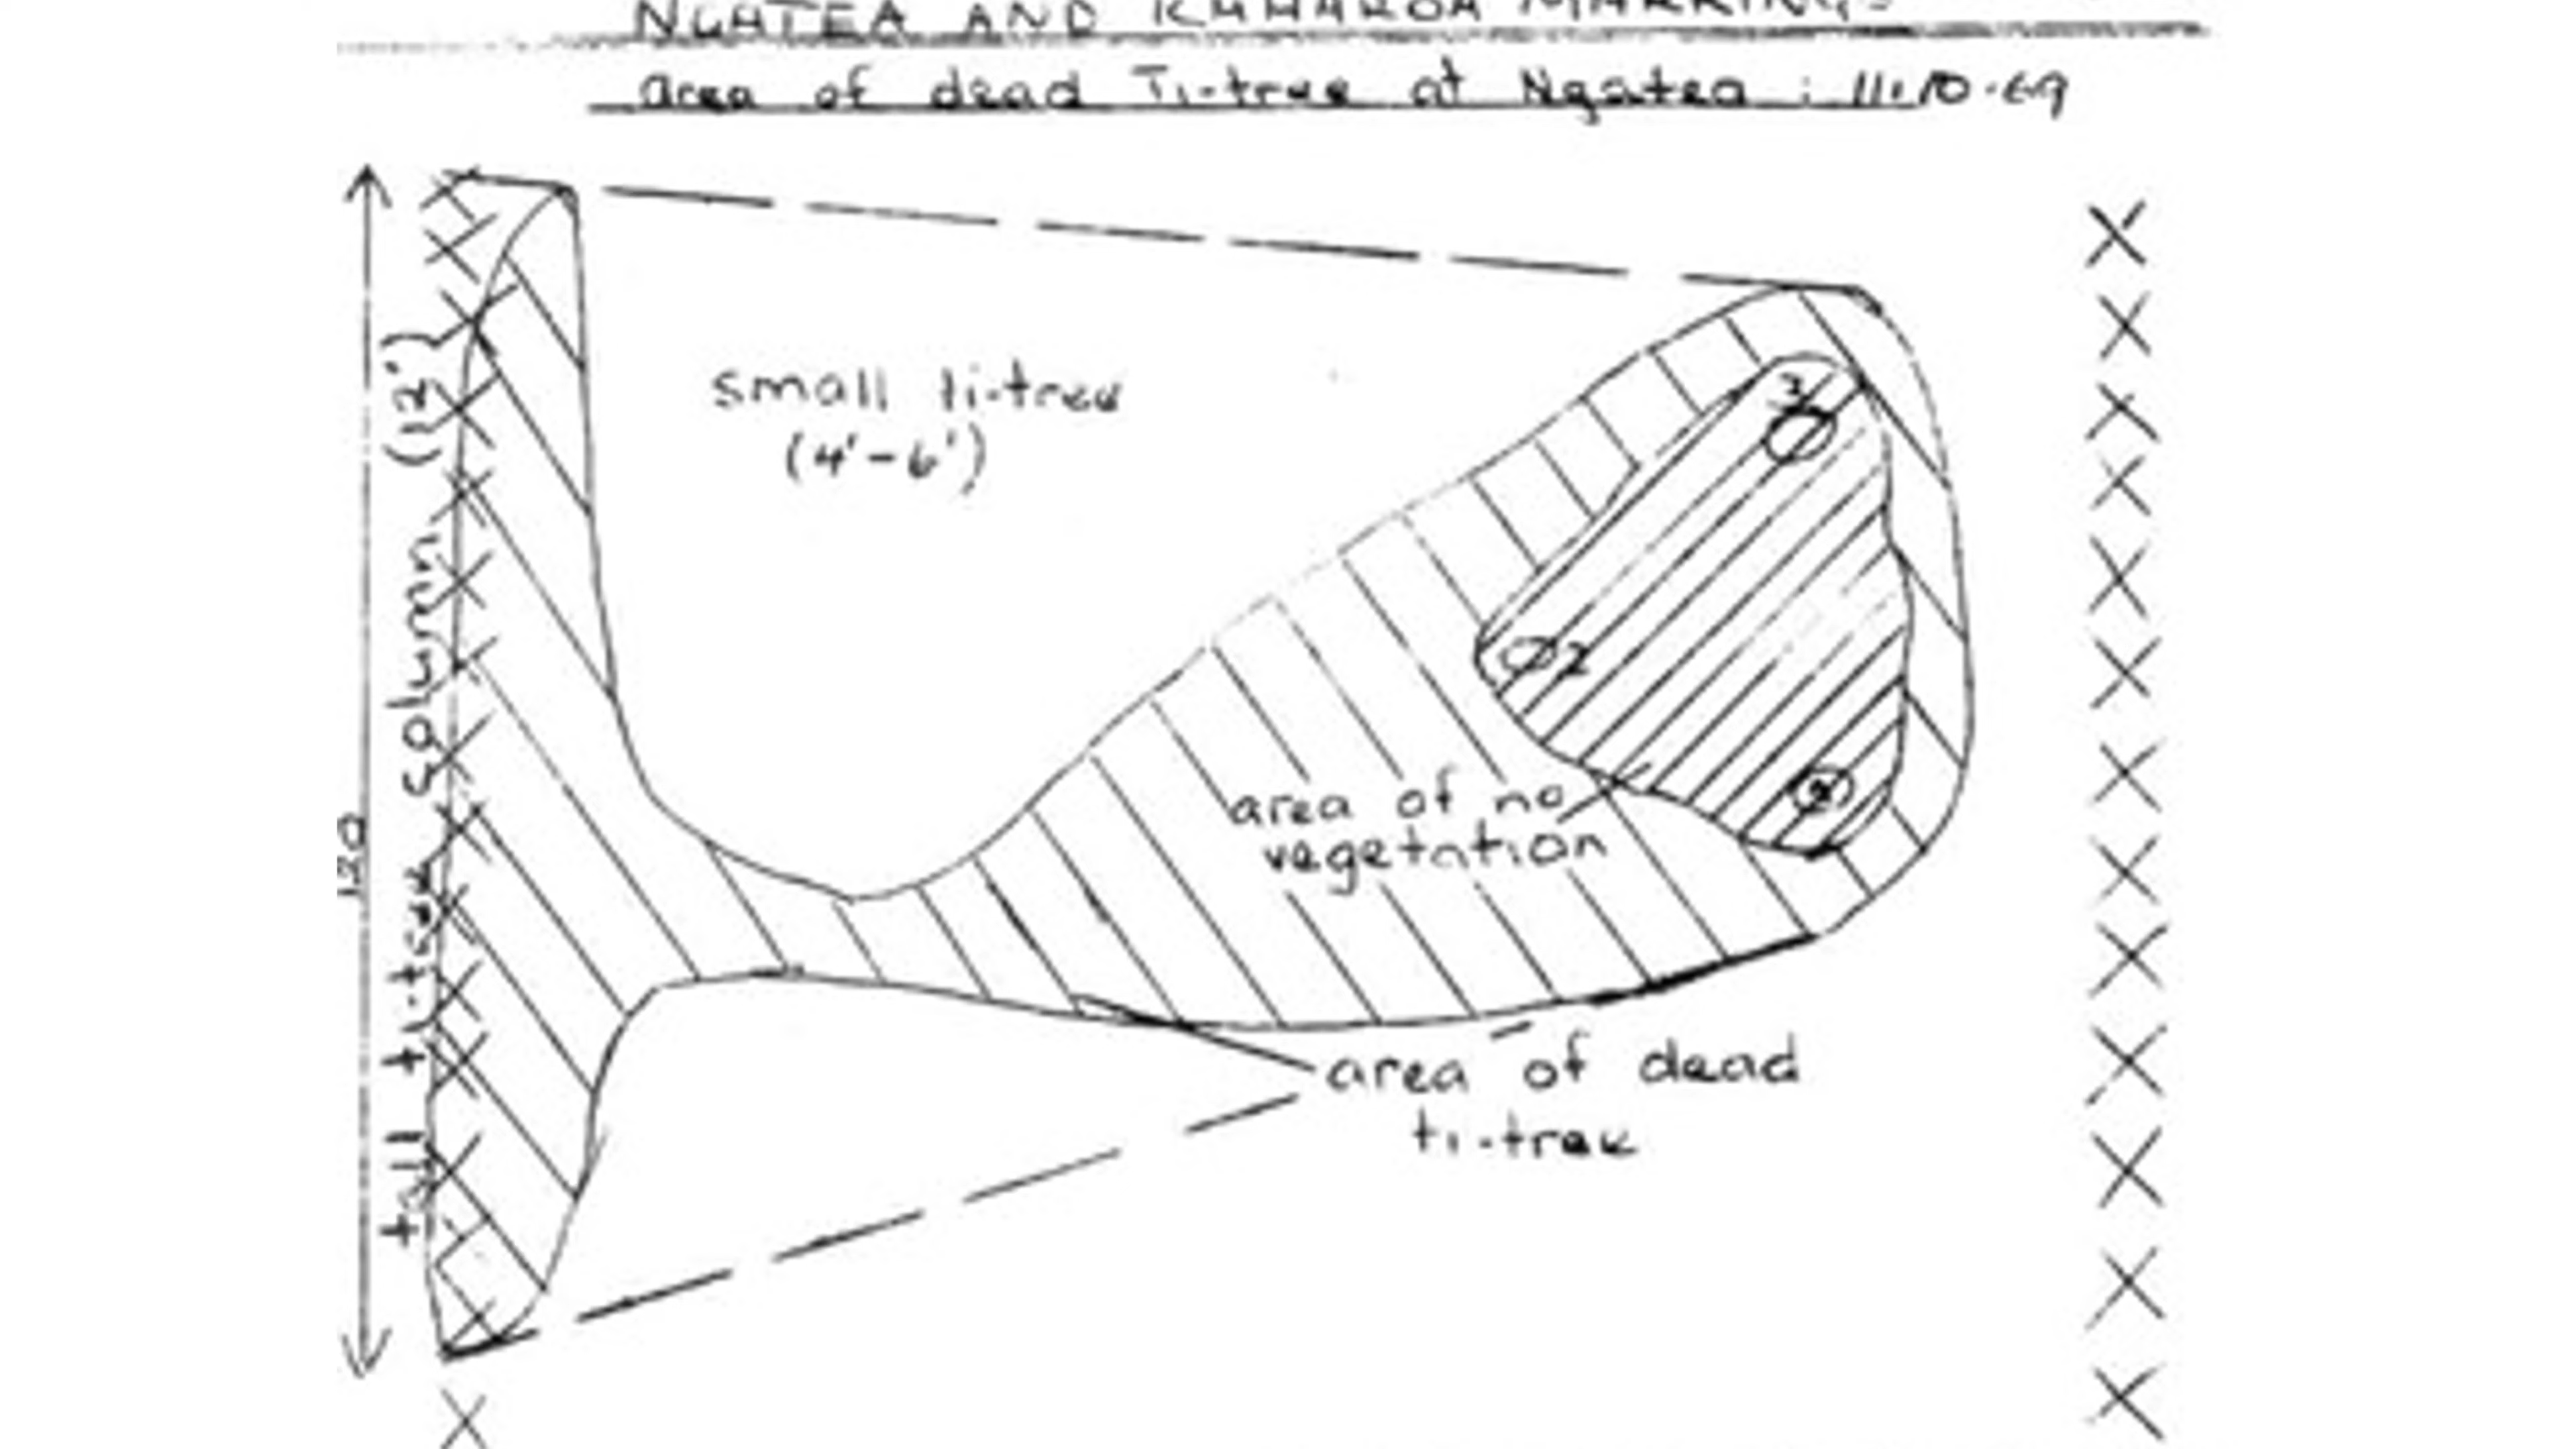 NGATEA AND MARKINGS
area of dead Ti-tree at Ngatea : 11.10.69
small ti-tree
(4'-6')
3
2
area of no
vegetation
area of dead
ti-tree
tall ti-tree column (12')
120